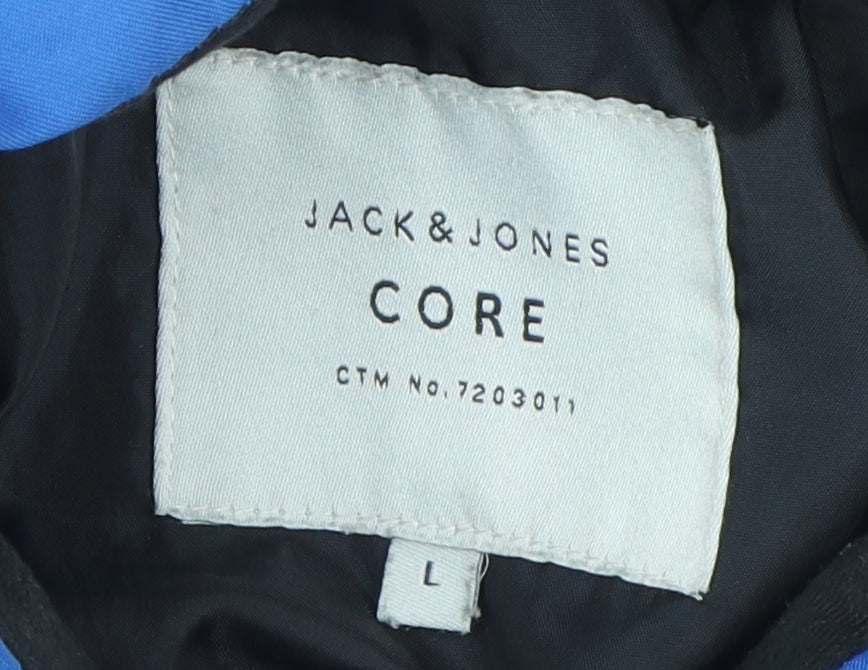 JACK&JONES
CORE
CTM No.7203011
L